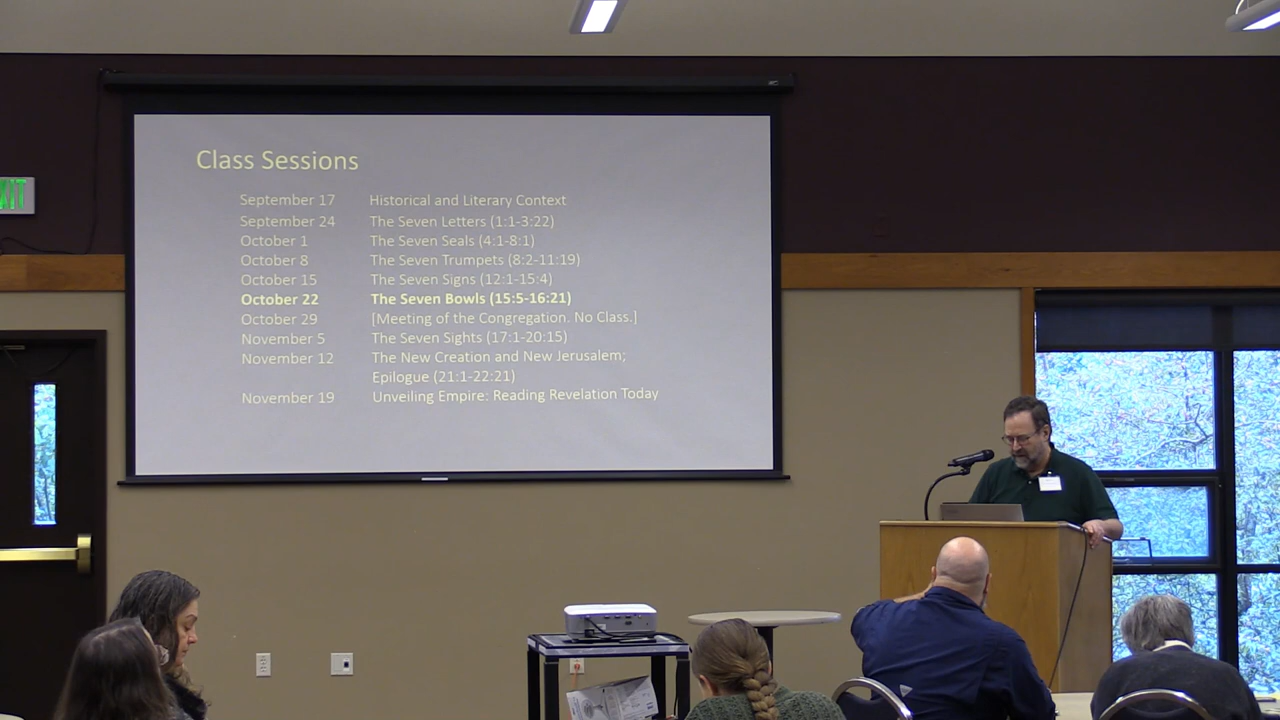 Class Sessions
September 17 Historical and Literary Context
September 24 The Seven Letters (1:1-3:22)
October 1 The Seven Seals (4:1-8:1)
October 8 The Seven Trumpets (8:2-11:19)
October 15 The Seven Signs (12:1-15:4)
October 22 The Seven Bowls (15:5-16:21)
October 29 [Meeting of the Congregation. No Class.]
November 5 The Seven Sights (17:1-20:15)
November 12 The New Creation and New Jerusalem;
Epilogue (21:1-22:21)
November 19 Unveiling Empire: Reading Revelation Today
XIT